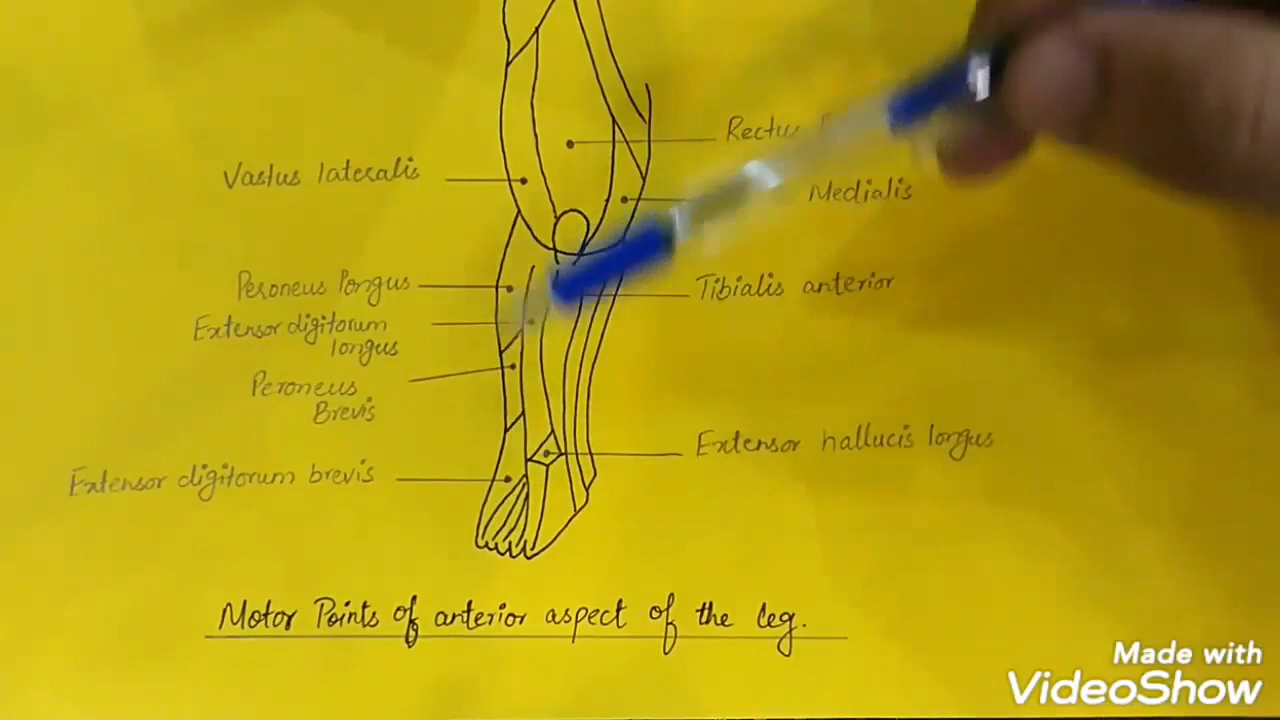 Rectus
Vastus lateralis
Medialis
Peroneus longus
Tibialis anterior
Extensor digitorum
longus
Peroneus
Brevis
Extensor hallucis longus
Extensor digitorum brevis
Motor Points of anterior aspect of the leg.
Made with
VideoShow